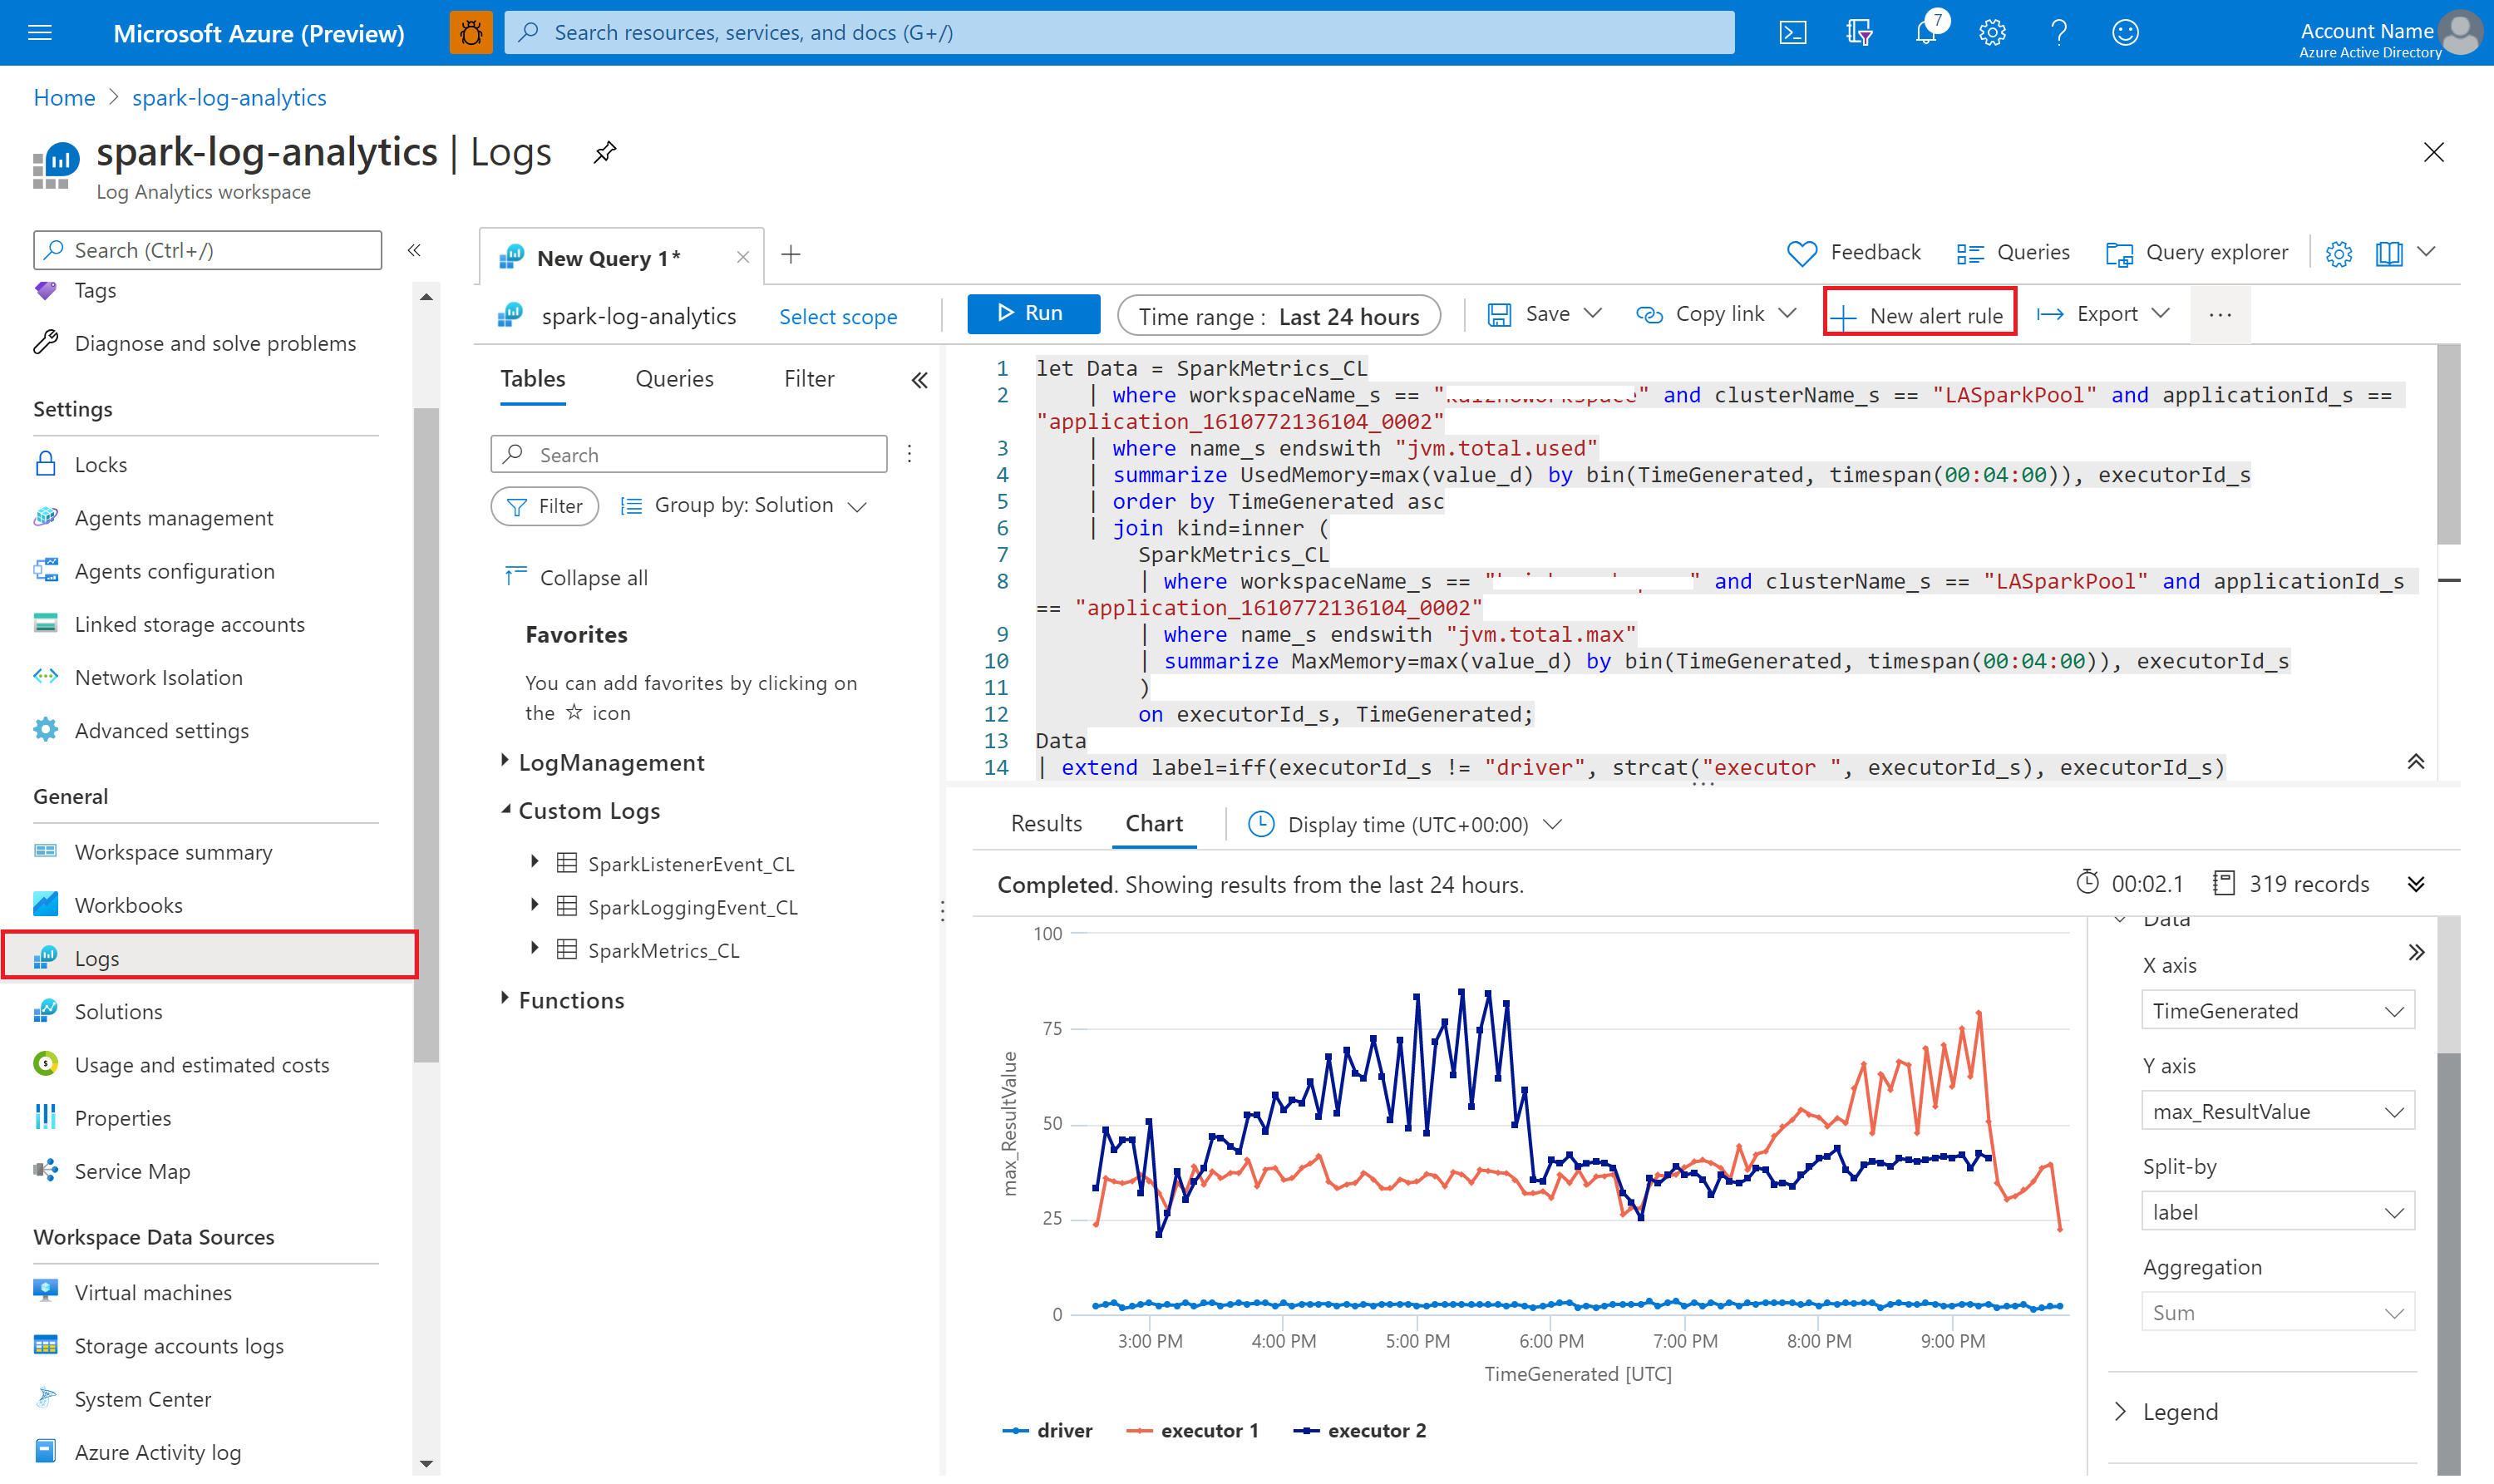 Microsoft Azure (Preview)
Search resources, services, and docs (G+/)
7
Account Name
Azure Active Directory
Home > spark-log-analytics
spark-log-analytics | Logs
Log Analytics workspace
Search (Ctrl+/)
Tags
Diagnose and solve problems
Settings
Locks
Agents management
Agents configuration
Linked storage accounts
Network Isolation
Advanced settings
General
Workspace summary
Workbooks
Logs
Solutions
Usage and estimated costs
Properties
Service Map
Workspace Data Sources
Virtual machines
Storage accounts logs
System Center
Azure Activity log
New Query 1*
Feedback
Queries
Query explorer
spark-log-analytics
Select scope
Run
Time range : Last 24 hours
Save
Copy link
New alert rule
Export
Tables
Queries
Filter
Search
Filter
Group by: Solution
Collapse all
Favorites
You can add favorites by clicking on
the ☆ icon
LogManagement
Custom Logs
SparkListenerEvent_CL
SparkLoggingEvent_CL
SparkMetrics_CL
Functions
1 let Data = SparkMetrics_CL
2 | where workspaceName_s == " " and clusterName_s == "LASparkPool" and applicationId_s ==
"application_1610772136104_0002"
3 | where name_s endswith "jvm.total.used"
4 | summarize UsedMemory=max(value_d) by bin(TimeGenerated, timespan(00:04:00)), executorId_s
5 | order by TimeGenerated asc
6 | join kind=inner (
7 SparkMetrics_CL
8 | where workspaceName_s == " " and clusterName_s == "LASparkPool" and applicationId_s
== "application_1610772136104_0002"
9 | where name_s endswith "jvm.total.max"
10 | summarize MaxMemory=max(value_d) by bin(TimeGenerated, timespan(00:04:00)), executorId_s
11 )
12 on executorId_s, TimeGenerated;
13 Data
14 | extend label=iff(executorId_s != "driver", strcat("executor ", executorId_s), executorId_s)
Results
Chart
Display time (UTC+00:00)
Completed. Showing results from the last 24 hours.
00:02.1
319 records
100
75
50
25
0
max_ResultValue
3:00 PM
4:00 PM
5:00 PM
6:00 PM
7:00 PM
8:00 PM
9:00 PM
TimeGenerated [UTC]
driver
executor 1
executor 2
Data
X axis
TimeGenerated
Y axis
max_ResultValue
Split-by
label
Aggregation
Sum
Legend